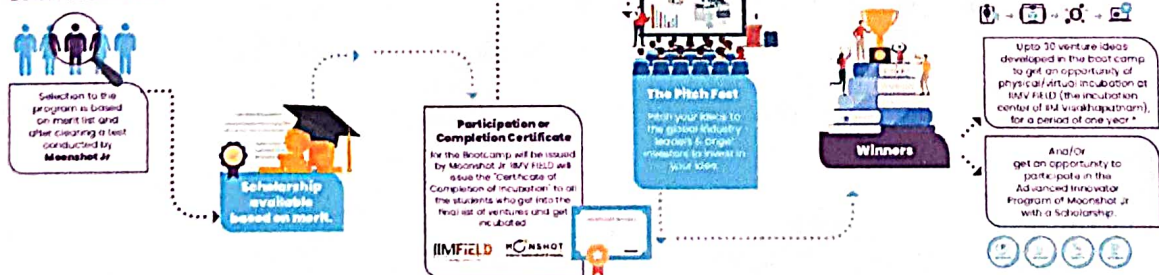 Selection to the
program is based
on merit list and
after clearing a test
conducted by
Moonshot Jr
Scholarship
available
based on merit.
Participation or
Completion Certificate
for the Bootcamp will be issued
by Moonshot Jr. IIMV FIELD will
issue the "Certificate of
Completion of Incubation" to all
the students who get into the
final list of ventures and get
incubated
IIMFIELD MOONSHOT
The Pitch Fest
Pitch your ideas to
the global industry
leaders & angel
investors to invest in
your idea.
Winners
Upto 30 venture ideas
developed in the boot camp
to get an opportunity of
physical/virtual incubation at
IIMV FIELD (the incubation
center of IIM Visakhapatnam),
for a period of one year *
And/Or
get an opportunity to
participate in the
Advanced Innovator
Program of Moonshot Jr
with a Scholarship.